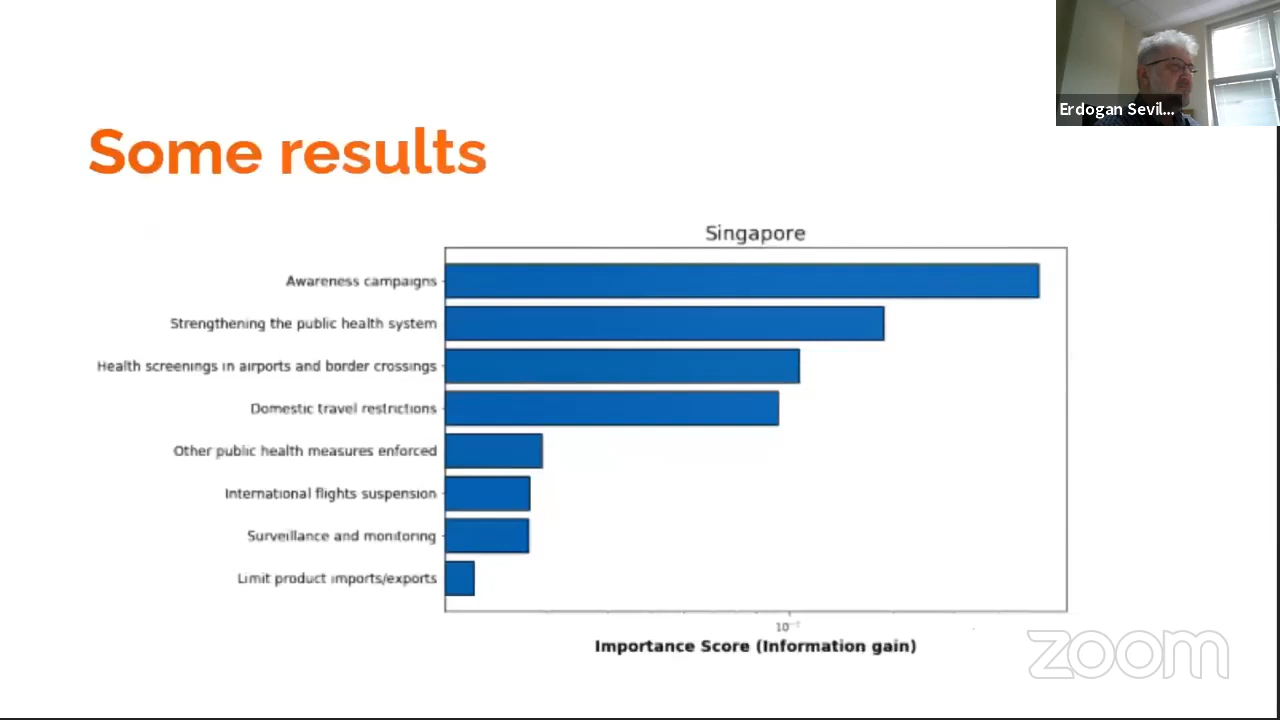 Erdogan Sevil...
Some results
Singapore
Awareness campaigns
Strengthening the public health system
Health screenings in airports and border crossings
Domestic travel restrictions
Other public health measures enforced
International flights suspension
Surveillance and monitoring
Limit product imports/exports
Importance Score (Information gain)
zoom